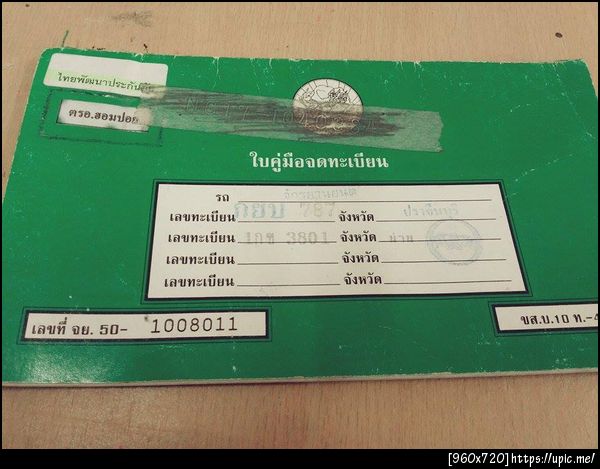 ไทยพัฒนาประกันภัย
ตรอ.ฮอมปอย
ใบคู่มือจดทะเบียน
รถ จักรยานยนต์
เลขทะเบียน กยบ 787 จังหวัด ปราจีนบุรี
เลขทะเบียน 1กช 3801 จังหวัด น่าน
เลขทะเบียน จังหวัด
เลขทะเบียน จังหวัด
เลขที่ จย. 50- 1008011
ขส.บ.10 ท.-4
[960x720]https://upic.me/